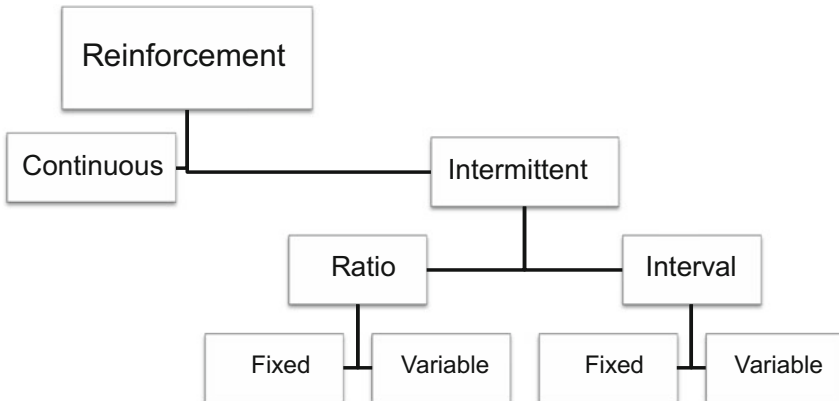 Reinforcement
Continuous
Intermittent
Ratio
Interval
Fixed
Variable
Fixed
Variable